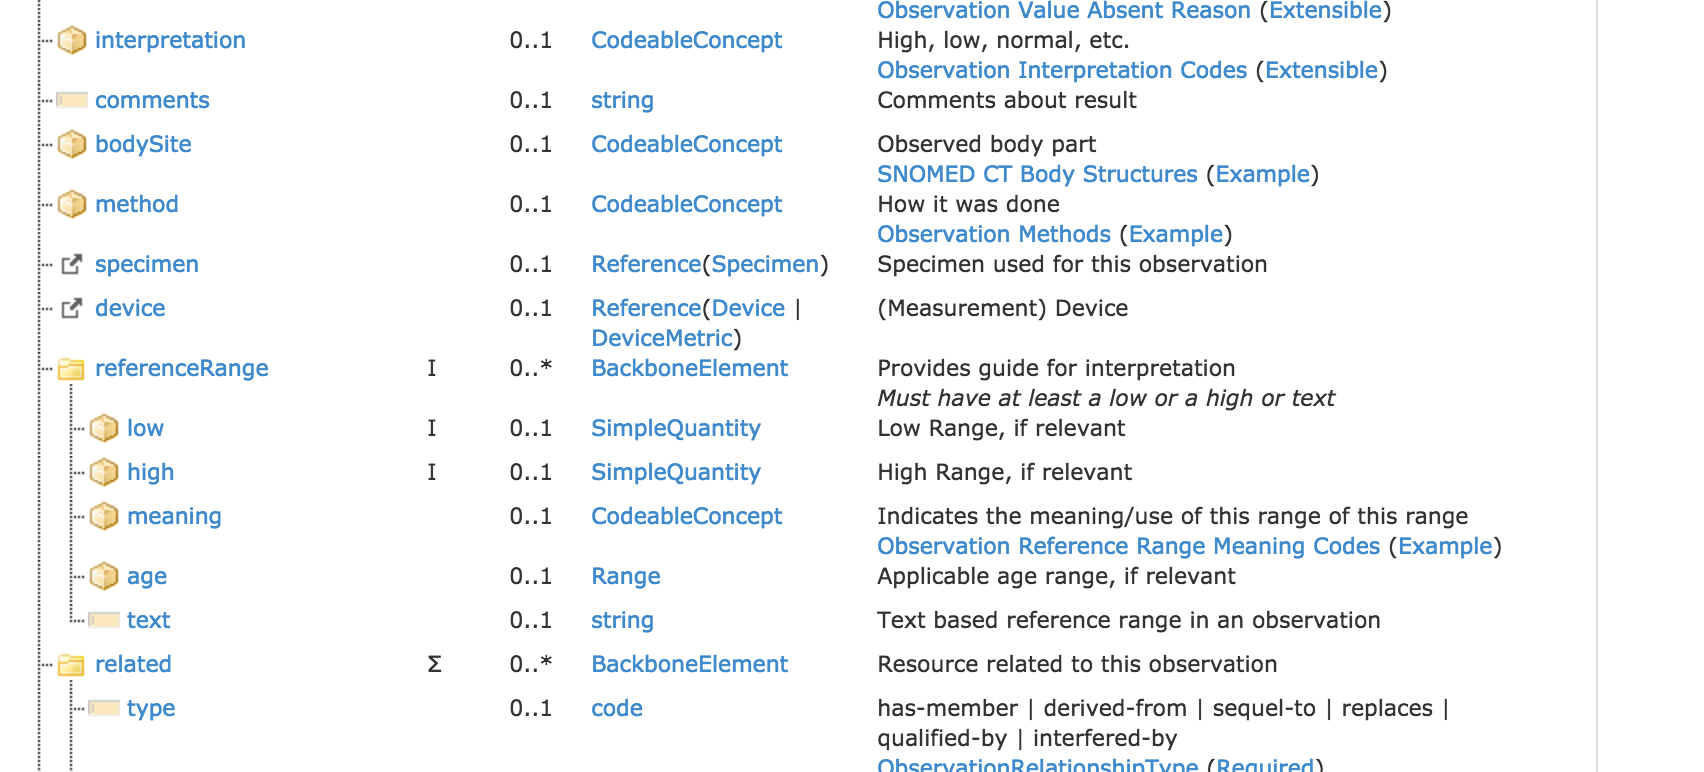 Observation Value Absent Reason (Extensible)
interpretation 0..1 CodeableConcept High, low, normal, etc.
Observation Interpretation Codes (Extensible)
comments 0..1 string Comments about result
bodySite 0..1 CodeableConcept Observed body part
SNOMED CT Body Structures (Example)
method 0..1 CodeableConcept How it was done
Observation Methods (Example)
specimen 0..1 Reference(Specimen) Specimen used for this observation
device 0..1 Reference(Device | (Measurement) Device
DeviceMetric)
referenceRange I 0..* BackboneElement Provides guide for interpretation
Must have at least a low or a high or text
low I 0..1 SimpleQuantity Low Range, if relevant
high I 0..1 SimpleQuantity High Range, if relevant
meaning 0..1 CodeableConcept Indicates the meaning/use of this range of this range
Observation Reference Range Meaning Codes (Example)
age 0..1 Range Applicable age range, if relevant
text 0..1 string Text based reference range in an observation
related Σ 0..* BackboneElement Resource related to this observation
type 0..1 code has-member | derived-from | sequel-to | replaces |
qualified-by | interfered-by
ObservationRelationshipType (Required)